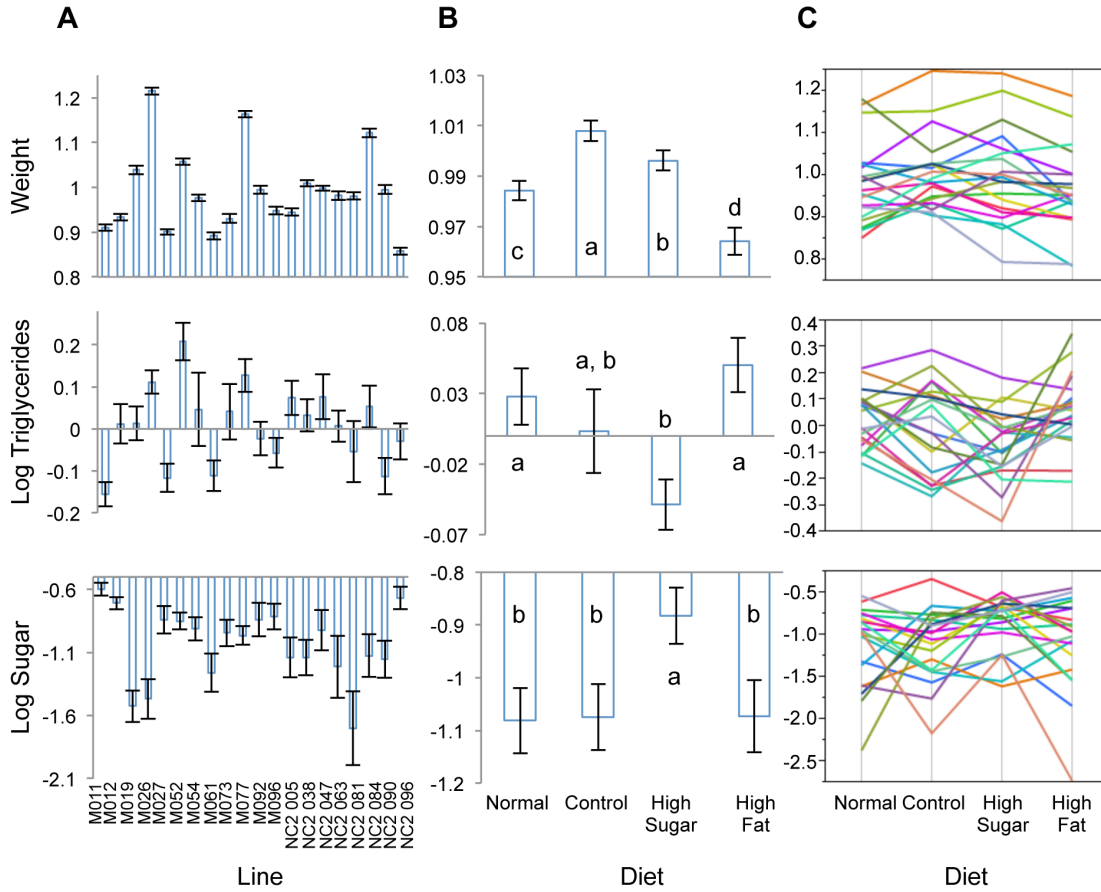 A
B
C
Weight
1.2
1.1
1
0.9
0.8
1.03
1.01
0.99
0.97
0.95
c
a
b
d
1.2
1.1
1.0
0.9
0.8
Log Triglycerides
0.2
0.1
0
-0.1
-0.2
0.08
0.03
-0.02
-0.07
a
a, b
b
a
0.4
0.3
0.2
0.1
0.0
-0.1
-0.2
-0.3
-0.4
Log Sugar
-0.6
-1.1
-1.6
-2.1
-0.8
-0.9
-1
-1.1
-1.2
b
b
a
b
-0.5
-1.0
-1.5
-2.0
-2.5
M011
M012
M019
M026
M027
M052
M054
M061
M073
M077
M092
M096
NC2 005
NC2 038
NC2 047
NC2 063
NC2 081
NC2 084
NC2 090
NC2 096
Normal
Control
High
Sugar
High
Fat
Normal
Control
High
Sugar
High
Fat
Line
Diet
Diet